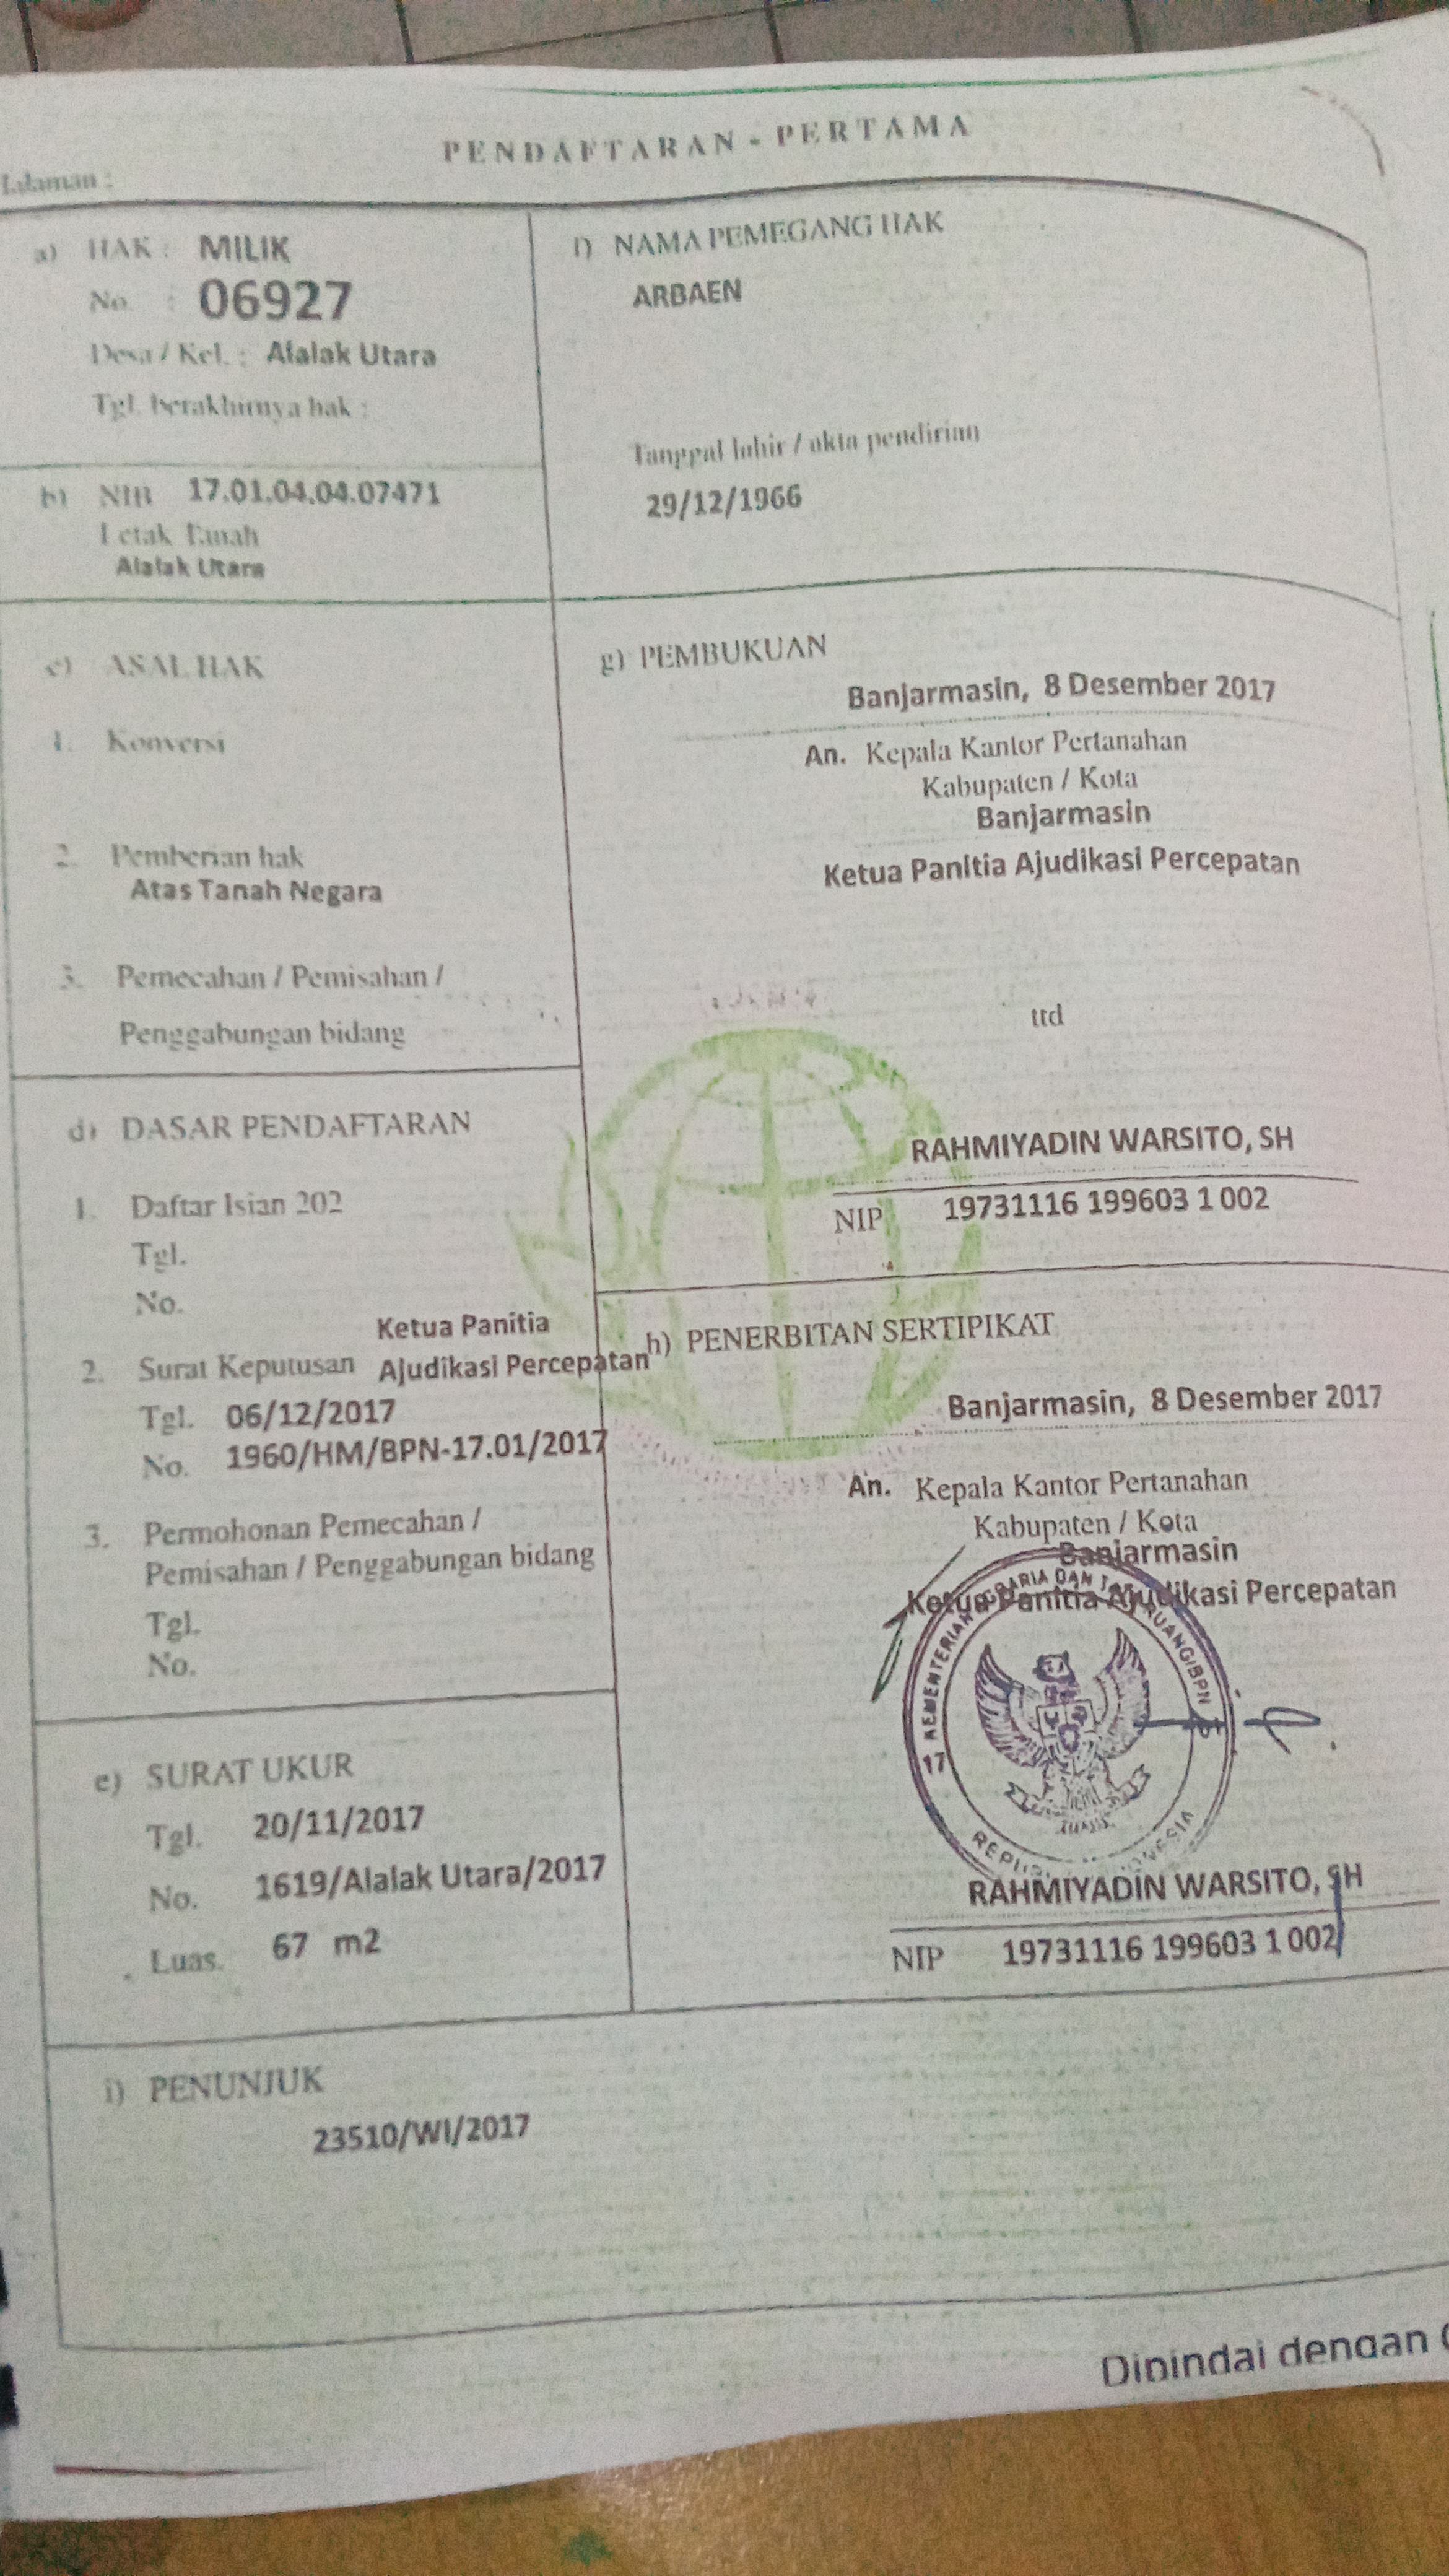 PENDAFTARAN - PERTAMA
Halaman :
a) HAK : MILIK
No. : 06927
Desa / Kel. : Alalak Utara
Tgl. berakhirnya hak :
b) NIB 17.01.04.04.07471
Letak Tanah
Alalak Utara
c) ASAL HAK
1. Konversi
2. Pemberian hak
Atas Tanah Negara
3. Pemecahan / Pemisahan /
Penggabungan bidang
d) DASAR PENDAFTARAN
1. Daftar Isian 202
Tgl.
No.
2. Surat Keputusan Ketua Panitia
Ajudikasi Percepatan
Tgl. 06/12/2017
No. 1960/HM/BPN-17.01/2017
3. Permohonan Pemecahan /
Pemisahan / Penggabungan bidang
Tgl.
No.
e) SURAT UKUR
Tgl. 20/11/2017
No. 1619/Alalak Utara/2017
Luas. 67 m2
f) NAMA PEMEGANG HAK
ARBAEN
Tanggal lahir / akta pendirian
29/12/1966
g) PEMBUKUAN
Banjarmasin, 8 Desember 2017
An. Kepala Kantor Pertanahan
Kabupaten / Kota
Banjarmasin
Ketua Panitia Ajudikasi Percepatan
ttd
RAHMIYADIN WARSITO, SH
NIP 19731116 199603 1 002
h) PENERBITAN SERTIPIKAT
Banjarmasin, 8 Desember 2017
An. Kepala Kantor Pertanahan
Kabupaten / Kota
Banjarmasin
Ketua Panitia Ajudikasi Percepatan
KEMENTERIAN AGRARIA DAN TATA RUANG/BPN
17
REPUBLIK INDONESIA
RAHMIYADIN WARSITO, SH
NIP 19731116 199603 1 002
i) PENUNJUK
23510/WI/2017
Dipindai dengan